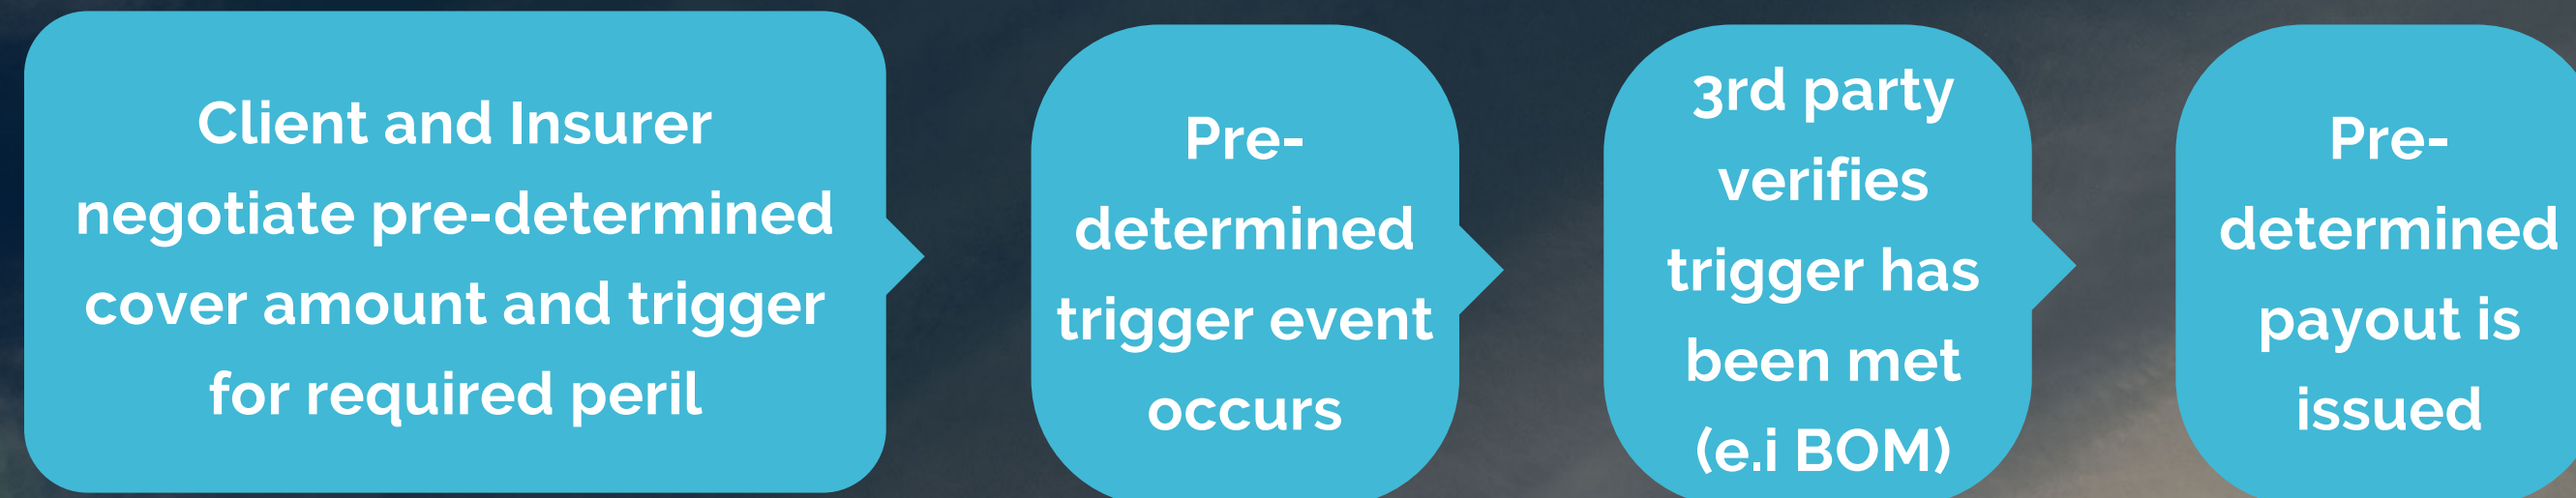 Client and Insurer
negotiate pre-determined
cover amount and trigger
for required peril
Pre-
determined
trigger event
occurs
3rd party
verifies
trigger has
been met
(e.i BOM)
Pre-
determined
payout is
issued